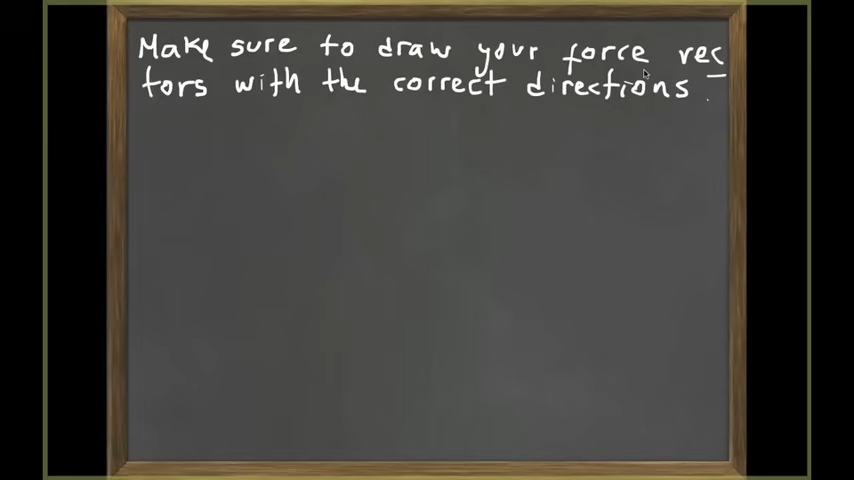 Make sure to draw your force vec-
tors with the correct directions.